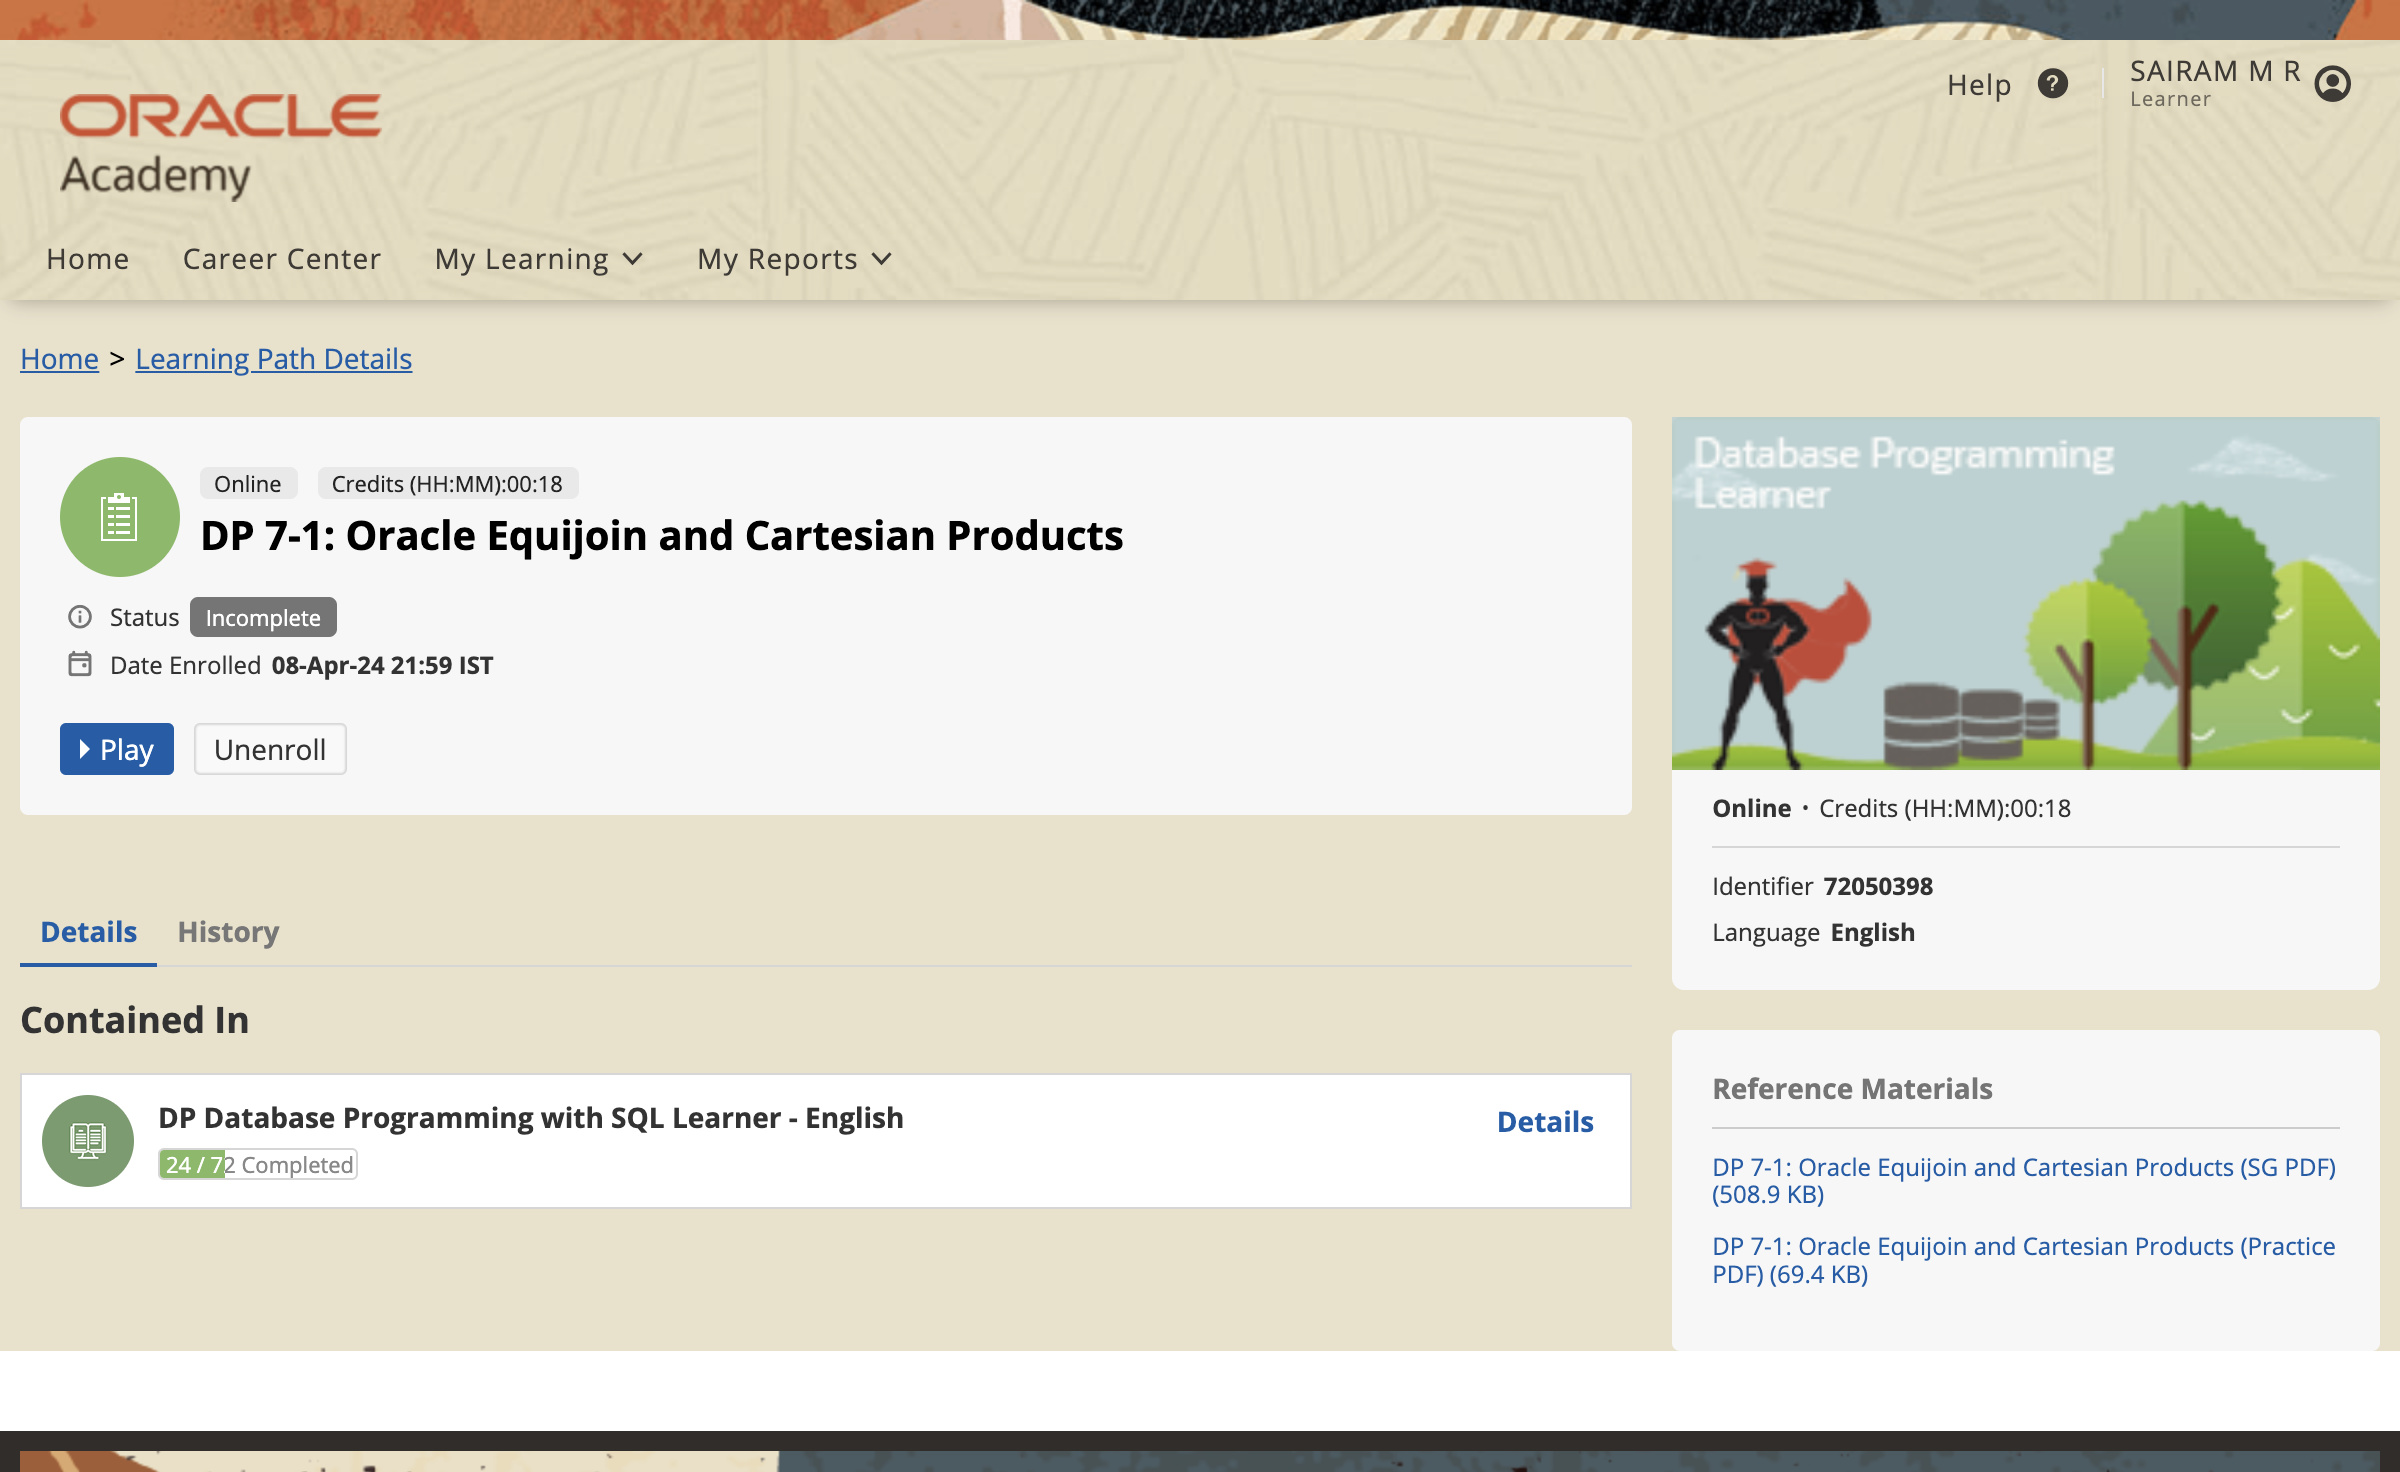 Help ?
SAIRAM M R
Learner
ORACLE
Academy
Home Career Center My Learning My Reports
Home > Learning Path Details
Online Credits (HH:MM):00:18
DP 7-1: Oracle Equijoin and Cartesian Products
Status Incomplete
Date Enrolled 08-Apr-24 21:59 IST
Play Unenroll
Details History
Contained In
DP Database Programming with SQL Learner - English
24 / 72 Completed
Details
Database Programming
Learner
Online · Credits (HH:MM):00:18
Identifier 72050398
Language English
Reference Materials
DP 7-1: Oracle Equijoin and Cartesian Products (SG PDF)
(508.9 KB)
DP 7-1: Oracle Equijoin and Cartesian Products (Practice
PDF) (69.4 KB)